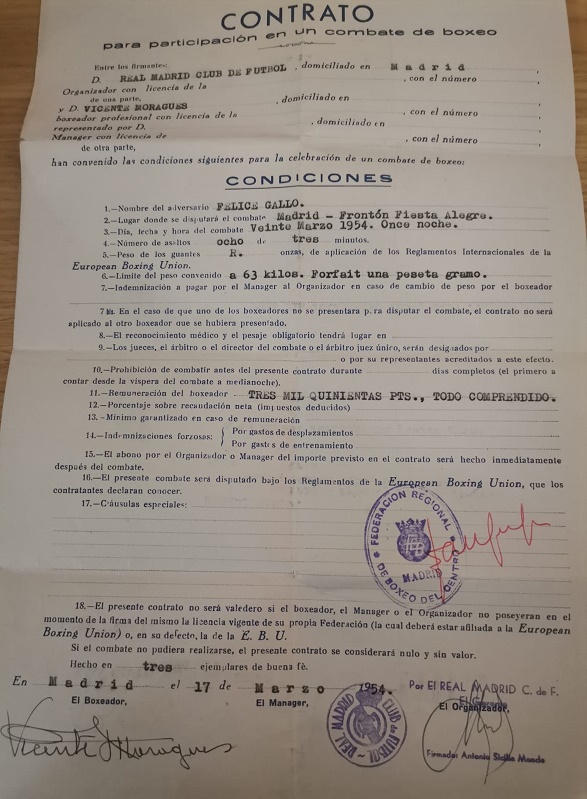 CONTRATO
para participación en un combate de boxeo
Entre los firmantes:
D. REAL MADRID CLUB DE FUTBOL, domiciliado en Madrid,
Organizador con licencia de la , con el número ,
de una parte,
y D. VICENTE MORAGUES , domiciliado en ,
boxeador profesional con licencia de la , con el número ,
representado por D. , domiciliado en ,
Manager con licencia de , con el número ,
de otra parte,
han convenido las condiciones siguientes para la celebración de un combate de boxeo:
CONDICIONES
1.—Nombre del adversario FELICE GALLO.
2.—Lugar donde se disputará el combate Madrid - Frontón Fiesta Alegre.
3.—Día, fecha y hora del combate Veinte Marzo 1954. Once noche.
4.—Número de asaltos ocho de tres minutos.
5.—Peso de los guantes R. onzas, de aplicación de los Reglamentos Internacionales de la
European Boxing Union.
6.—Límite del peso convenido a 63 kilos. Forfait una peseta gramo.
7.—Indemnización a pagar por el Manager al Organizador en caso de cambio de peso por el boxeador
7 bis. En el caso de que uno de los boxeadores no se presentara para disputar el combate, el contrato no será
aplicado al otro boxeador que se hubiera presentado.
8.—El reconocimiento médico y el pesaje obligatorio tendrá lugar en
9.—Los jueces, el árbitro o el director del combate o el árbitro juez único, serán designados por
o por su representantes acreditados a este efecto.
10.—Prohibición de combatir antes del presente contrato durante días completos (el primero a
contar desde la víspera del combate a medianoche).
11.—Remuneración del boxeador - TRES MIL QUINIENTAS PTS., TODO COMPRENDIDO.
12.—Porcentaje sobre recaudación neta (impuestos deducidos)
13.—Mínimo garantizado en caso de remuneración
14.—Indemnizaciones forzosas: { Por gastos de desplazamientos
Por gastos de entrenamiento
15.—El abono por el Organizador o Manager del importe previsto en el contrato será hecho inmediatamente
después del combate.
16.—El presente combate será disputado bajo los Reglamentos de la European Boxing Union, que los
contratantes declaran conocer.
17.—Cláusulas especiales:
FEDERACION REGIONAL
MADRID
DE BOXEO DEL CENTRO
18.—El presente contrato no será valedero si el boxeador, el Manager o el Organizador no poseyeran en el
momento de la firma del mismo la licencia vigente de su propia Federación (la cual deberá estar afiliada a la European
Boxing Union) o, en su defecto, la de la E. B. U.
Si el combate no pudiera realizarse, el presente contrato se considerará nulo y sin valor.
Hecho en tres ejemplares de buena fé.
En Madrid el 17 de Marzo 1954.
Por El REAL MADRID C. de F.
El Boxeador, El Manager, El Organizador,
REAL MADRID CLUB de FUTBOL
Vicente Moragues
Firmado: Antonio Sicilia